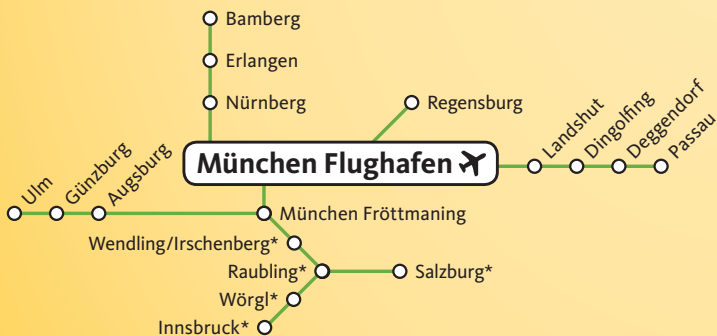 Bamberg
Erlangen
Nürnberg
Regensburg
Landshut
Dingolfing
Deggendorf
Passau
München Flughafen
Ulm
Günzburg
Augsburg
München Fröttmaning
Wendling/Irschenberg*
Raubling*
Salzburg*
Wörgl*
Innsbruck*